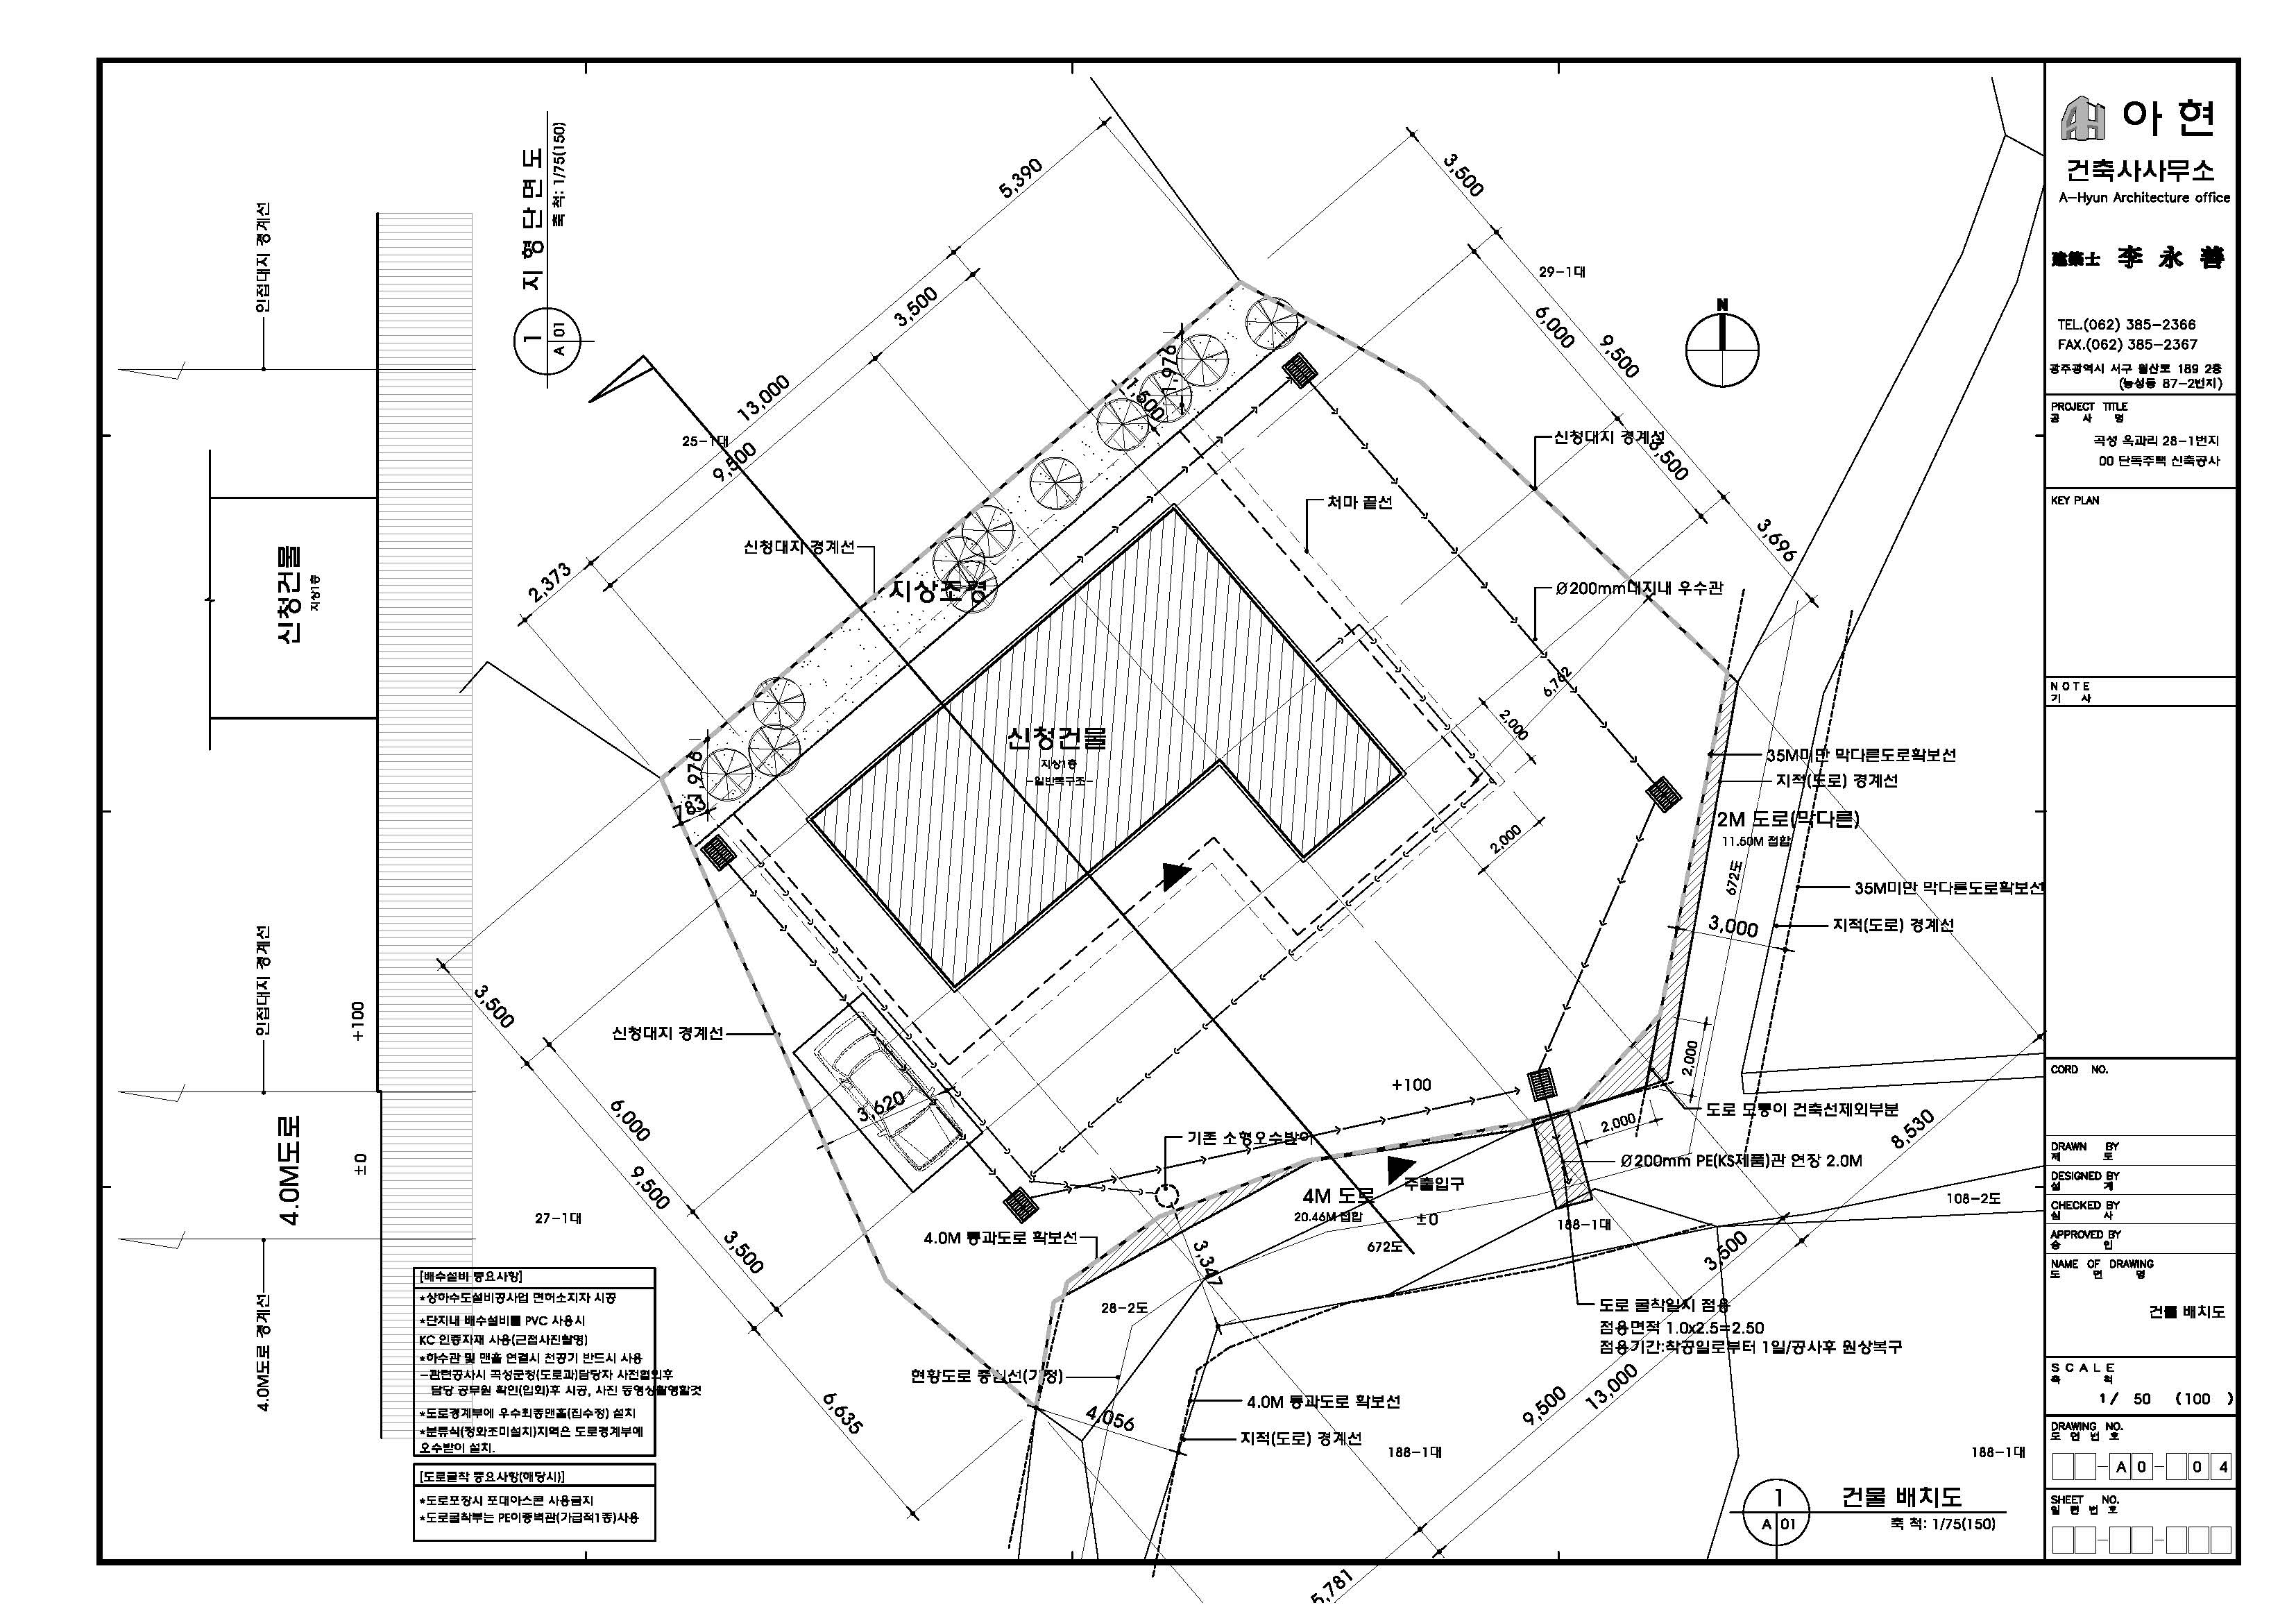 지형단면도
축 척: 1/75(150)
1
A 01
인접대지 경계선
신청건물
지상1층
인접대지 경계선
+100
4.0M도로
±0
4.0M도로 경계선
5,390
3,500
13,000
9,500
2,373
25-1대
신청대지 경계선
지상조경
1,976
1,500
1,976
783
3,500
29-1대
6,000
9,500
신청대지 경계선
3,500
처마 끝선
3,696
Ø200mm대지내 우수관
6,762
2,000
2,000
신청건물
지상1층
-일반목구조-
N
35M미만 막다른도로확보선
지적(도로) 경계선
2M 도로(막다른)
11.50M 접합
672도
35M미만 막다른도로확보선
3,000
지적(도로) 경계선
3,500
신청대지 경계선
3,620
6,000
9,500
3,500
27-1대
6,635
+100
기존 소형오수받이
2,000
2,000
도로 모퉁이 건축선제외부분
8,530
Ø200mm PE(KS제품)관 연장 2.0M
108-2도
4M 도로
20.46M 접합
주출입구
±0
188-1대
672도
4.0M 통과도로 확보선
3,347
3,500
28-2도
도로 굴착일시 점용
점용면적 1.0x2.5=2.50
점용기간:착공일로부터 1일/공사후 원상복구
현황도로 중심선(가정)
4.0M 통과도로 확보선
4,056
지적(도로) 경계선
9,500
13,000
188-1대
188-1대
5,781
[배수설비 중요사항]
*상하수도설비공사업 면허소지자 시공
*단지내 배수설비를 PVC 사용시
KC 인증자재 사용(근접사진촬영)
*하수관 및 맨홀 연결시 천공기 반드시 사용
-관련공사시 곡성군청(도로과)담당자 사전협의후
담당 공무원 확인(입회)후 시공, 사진 동영상촬영할것
*도로경계부에 우수최종맨홀(집수정) 설치
*분류식(정화조미설치)지역은 도로경계부에
오수받이 설치.
[도로굴착 중요사항(해당시)]
*도로포장시 포대아스콘 사용금지
*도로굴착부는 PE이중벽관(가급적1종)사용
1
A 01
건물 배치도
축 척: 1/75(150)
AH 아 현
건축사사무소
A-Hyun Architecture office
建築士 李 永 善
TEL.(062) 385-2366
FAX.(062) 385-2367
광주광역시 서구 월산로 189 2층
(농성동 87-2번지)
PROJECT TITLE
공 사 명
곡성 옥과리 28-1번지
00 단독주택 신축공사
KEY PLAN
NOTE
기 사
CORD NO.
DRAWN BY
제 도
DESIGNED BY
설 계
CHECKED BY
심 사
APPROVED BY
승 인
NAME OF DRAWING
도 면 명
건물 배치도
SCALE
축 척
1/ 50 (100 )
DRAWING NO.
도 면 번 호
- A 0 - 0 4
SHEET NO.
일 련 번 호
- -